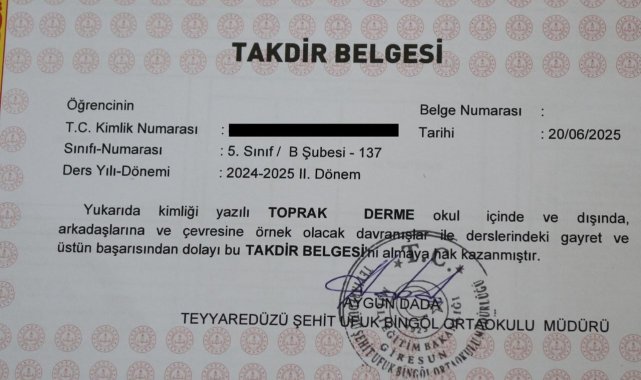 TAKDİR BELGESİ
Öğrencinin
Belge Numarası :
T.C. Kimlik Numarası :
Tarihi : 20/06/2025
Sınıfı-Numarası : 5. Sınıf / B Şubesi - 137
Ders Yılı-Dönemi : 2024-2025 II. Dönem
Yukarıda kimliği yazılı TOPRAK DERME okul içinde ve dışında,
arkadaşlarına ve çevresine örnek olacak davranışlar ile derslerindeki gayret ve
üstün başarısından dolayı bu TAKDİR BELGESİ'ni almaya hak kazanmıştır.
T.C.
AYGÜN DADA
TEYYAREDÜZÜ ŞEHİT UFUK BİNGÖL ORTAOKULU MÜDÜRÜ
GİRESUN